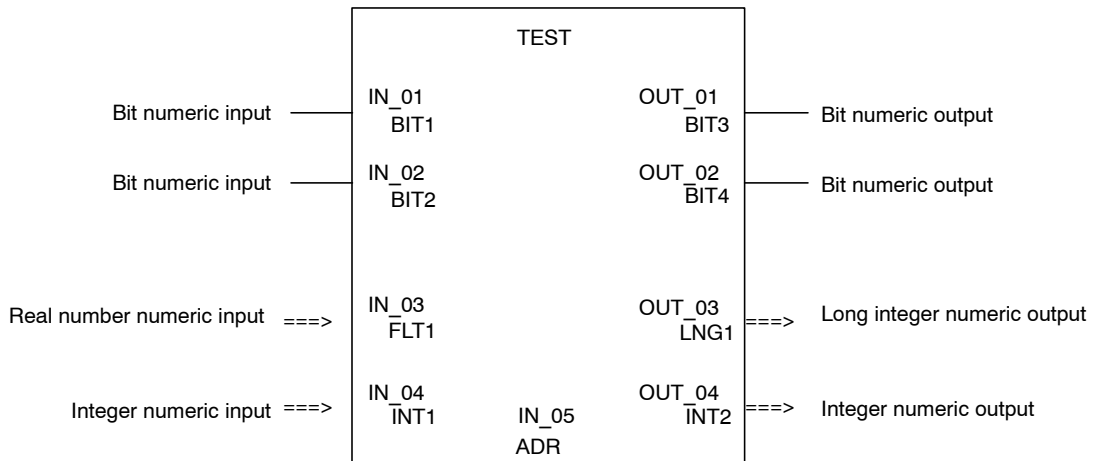 TEST
Bit numeric input
IN_01
BIT1
OUT_01
BIT3
Bit numeric output
Bit numeric input
IN_02
BIT2
OUT_02
BIT4
Bit numeric output
Real number numeric input ===>
IN_03
FLT1
OUT_03
LNG1
===> Long integer numeric output
Integer numeric input ===>
IN_04
INT1
IN_05
ADR
OUT_04
INT2
===> Integer numeric output